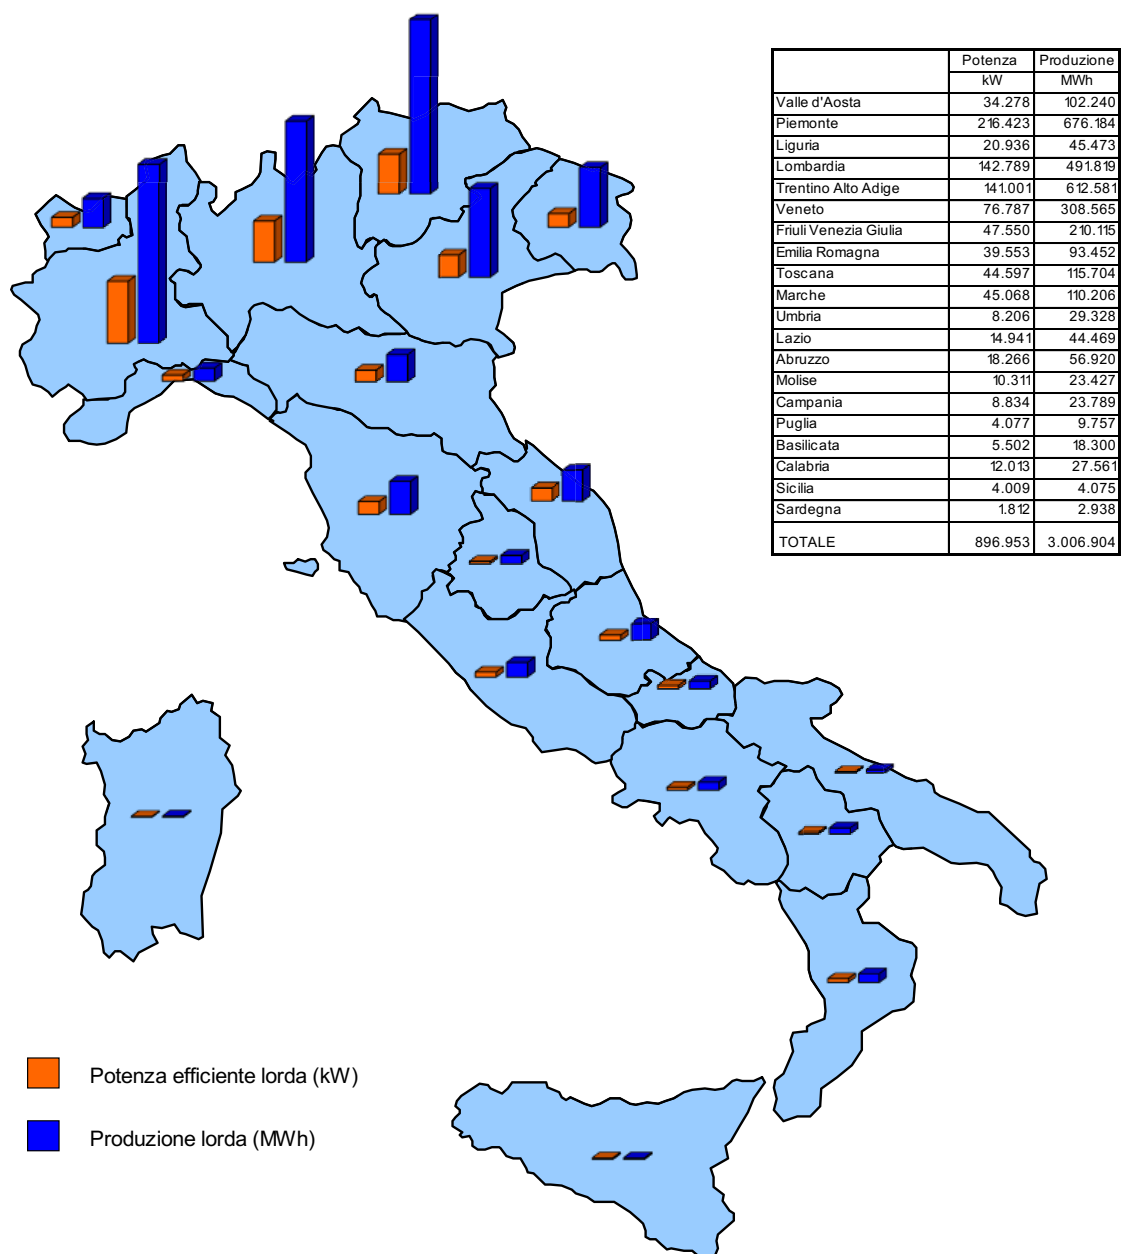 Potenza Produzione
kW MWh
Valle d'Aosta 34.278 102.240
Piemonte 216.423 676.184
Liguria 20.936 45.473
Lombardia 142.789 491.819
Trentino Alto Adige 141.001 612.581
Veneto 76.787 308.565
Friuli Venezia Giulia 47.550 210.115
Emilia Romagna 39.553 93.452
Toscana 44.597 115.704
Marche 45.068 110.206
Umbria 8.206 29.328
Lazio 14.941 44.469
Abruzzo 18.266 56.920
Molise 10.311 23.427
Campania 8.834 23.789
Puglia 4.077 9.757
Basilicata 5.502 18.300
Calabria 12.013 27.561
Sicilia 4.009 4.075
Sardegna 1.812 2.938
TOTALE 896.953 3.006.904
Potenza efficiente lorda (kW)
Produzione lorda (MWh)